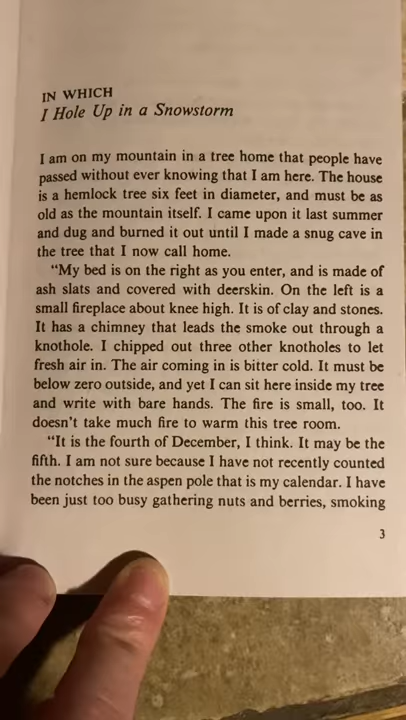 IN WHICH
I Hole Up in a Snowstorm
I am on my mountain in a tree home that people have
passed without ever knowing that I am here. The house
is a hemlock tree six feet in diameter, and must be as
old as the mountain itself. I came upon it last summer
and dug and burned it out until I made a snug cave in
the tree that I now call home.
“My bed is on the right as you enter, and is made of
ash slats and covered with deerskin. On the left is a
small fireplace about knee high. It is of clay and stones.
It has a chimney that leads the smoke out through a
knothole. I chipped out three other knotholes to let
fresh air in. The air coming in is bitter cold. It must be
below zero outside, and yet I can sit here inside my tree
and write with bare hands. The fire is small, too. It
doesn’t take much fire to warm this tree room.
“It is the fourth of December, I think. It may be the
fifth. I am not sure because I have not recently counted
the notches in the aspen pole that is my calendar. I have
been just too busy gathering nuts and berries, smoking
3